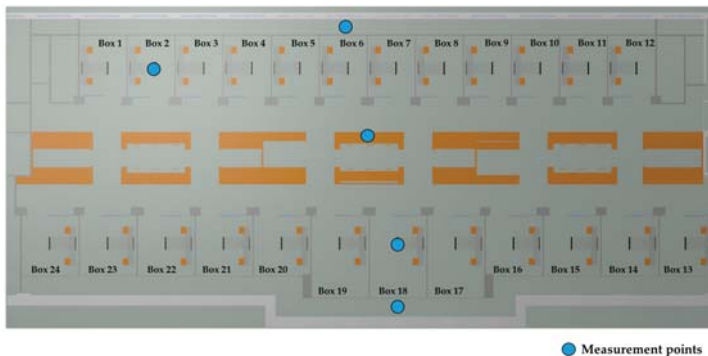 Box 1 Box 2 Box 3 Box 4 Box 5 Box 6 Box 7 Box 8 Box 9 Box 10 Box 11 Box 12
Box 24 Box 23 Box 22 Box 21 Box 20 Box 16 Box 15 Box 14 Box 13
Box 19 Box 18 Box 17
Measurement points